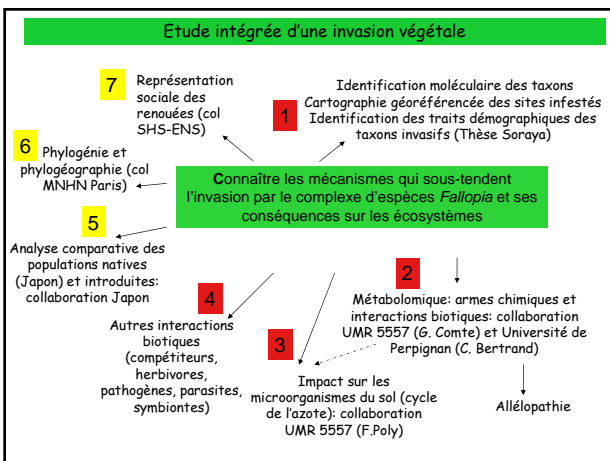 Etude intégrée d'une invasion végétale
7
Représentation
sociale des
renouées (col
SHS-ENS)
1
Identification moléculaire des taxons
Cartographie géoréférencée des sites infestés
Identification des traits démographiques des
taxons invasifs (Thèse Soraya)
6
Phylogénie et
phylogéographie (col
MNHN Paris)
Connaître les mécanismes qui sous-tendent
l'invasion par le complexe d'espèces Fallopia et ses
conséquences sur les écosystèmes
5
Analyse comparative des
populations natives
(Japon) et introduites:
collaboration Japon
4
Autres interactions
biotiques
(compétiteurs,
herbivores,
pathogènes, parasites,
symbiontes)
3
Impact sur les
microorganismes du sol (cycle
de l'azote): collaboration
UMR 5557 (F.Poly)
2
Métabolomique: armes chimiques et
interactions biotiques: collaboration
UMR 5557 (G. Comte) et Université de
Perpignan (C. Bertrand)
Allélopathie